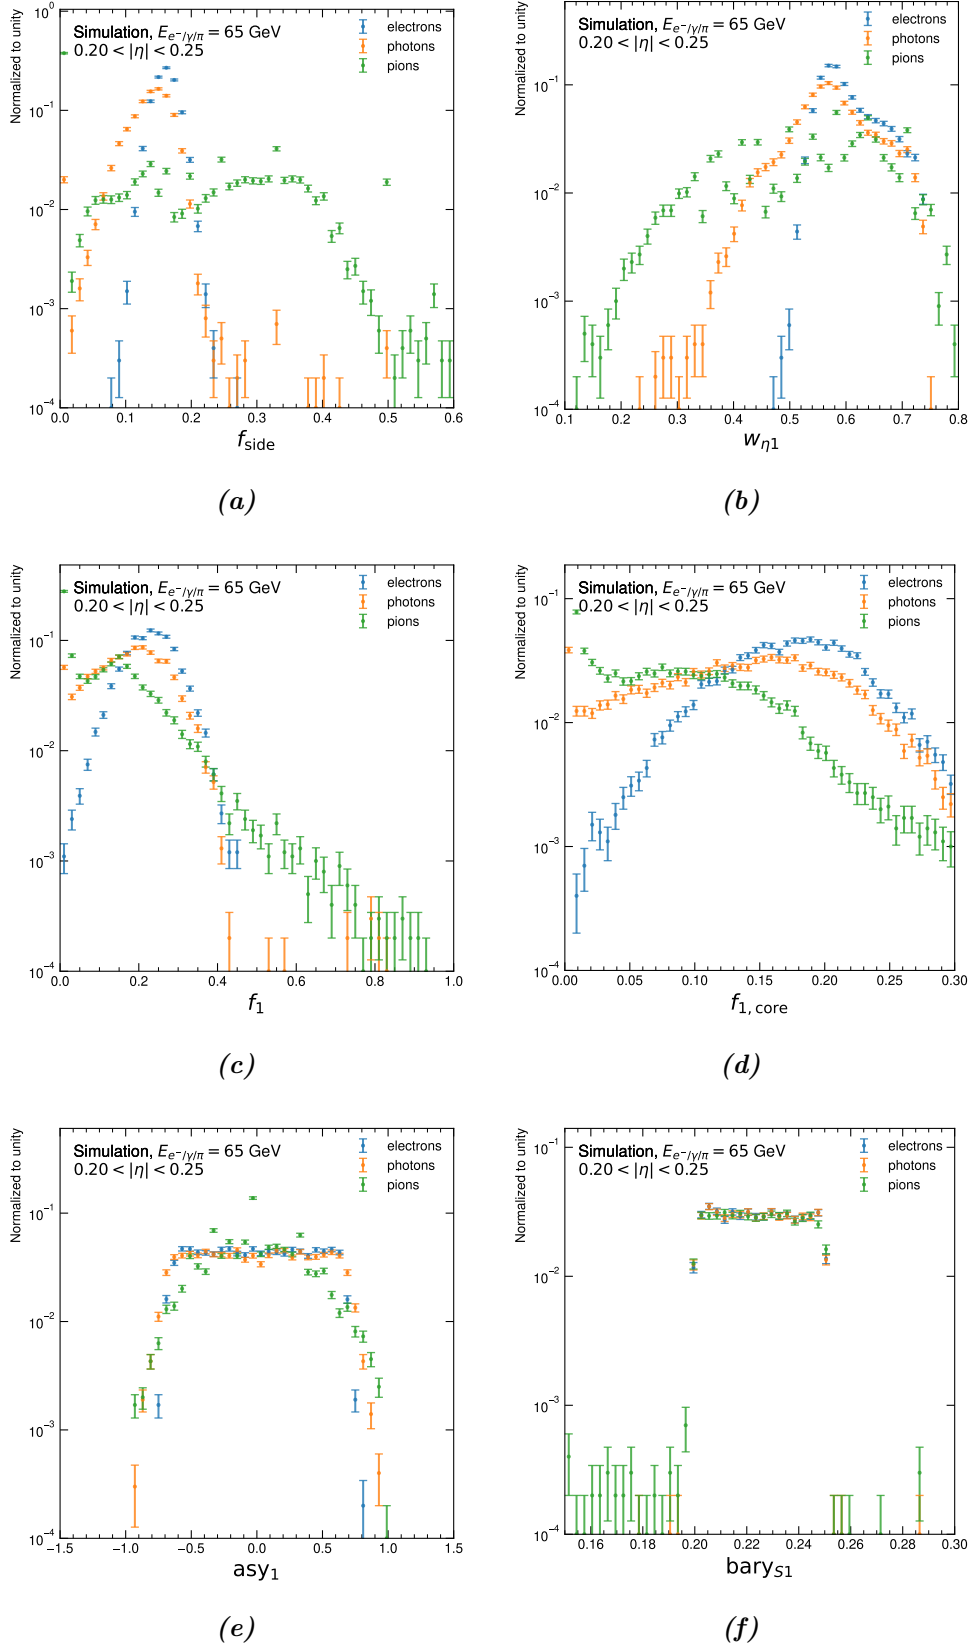 Normalized to unity
Simulation, E_{e⁻/γ/π} = 65 GeV
0.20 < |η| < 0.25
electrons
photons
pions
10⁰
10⁻¹
10⁻²
10⁻³
10⁻⁴
0.0 0.1 0.2 0.3 0.4 0.5 0.6
f_side
(a)
Normalized to unity
Simulation, E_{e⁻/γ/π} = 65 GeV
0.20 < |η| < 0.25
electrons
photons
pions
10⁻¹
10⁻²
10⁻³
10⁻⁴
0.1 0.2 0.3 0.4 0.5 0.6 0.7 0.8
w_{η1}
(b)
Normalized to unity
Simulation, E_{e⁻/γ/π} = 65 GeV
0.20 < |η| < 0.25
electrons
photons
pions
10⁻¹
10⁻²
10⁻³
10⁻⁴
0.0 0.2 0.4 0.6 0.8 1.0
f₁
(c)
Normalized to unity
Simulation, E_{e⁻/γ/π} = 65 GeV
0.20 < |η| < 0.25
electrons
photons
pions
10⁻¹
10⁻²
10⁻³
10⁻⁴
0.00 0.05 0.10 0.15 0.20 0.25 0.30
f_{1, core}
(d)
Normalized to unity
Simulation, E_{e⁻/γ/π} = 65 GeV
0.20 < |η| < 0.25
electrons
photons
pions
10⁻¹
10⁻²
10⁻³
10⁻⁴
−1.5 −1.0 −0.5 0.0 0.5 1.0 1.5
asy₁
(e)
Normalized to unity
Simulation, E_{e⁻/γ/π} = 65 GeV
0.20 < |η| < 0.25
electrons
photons
pions
10⁻¹
10⁻²
10⁻³
10⁻⁴
0.16 0.18 0.20 0.22 0.24 0.26 0.28 0.30
bary_{S1}
(f)